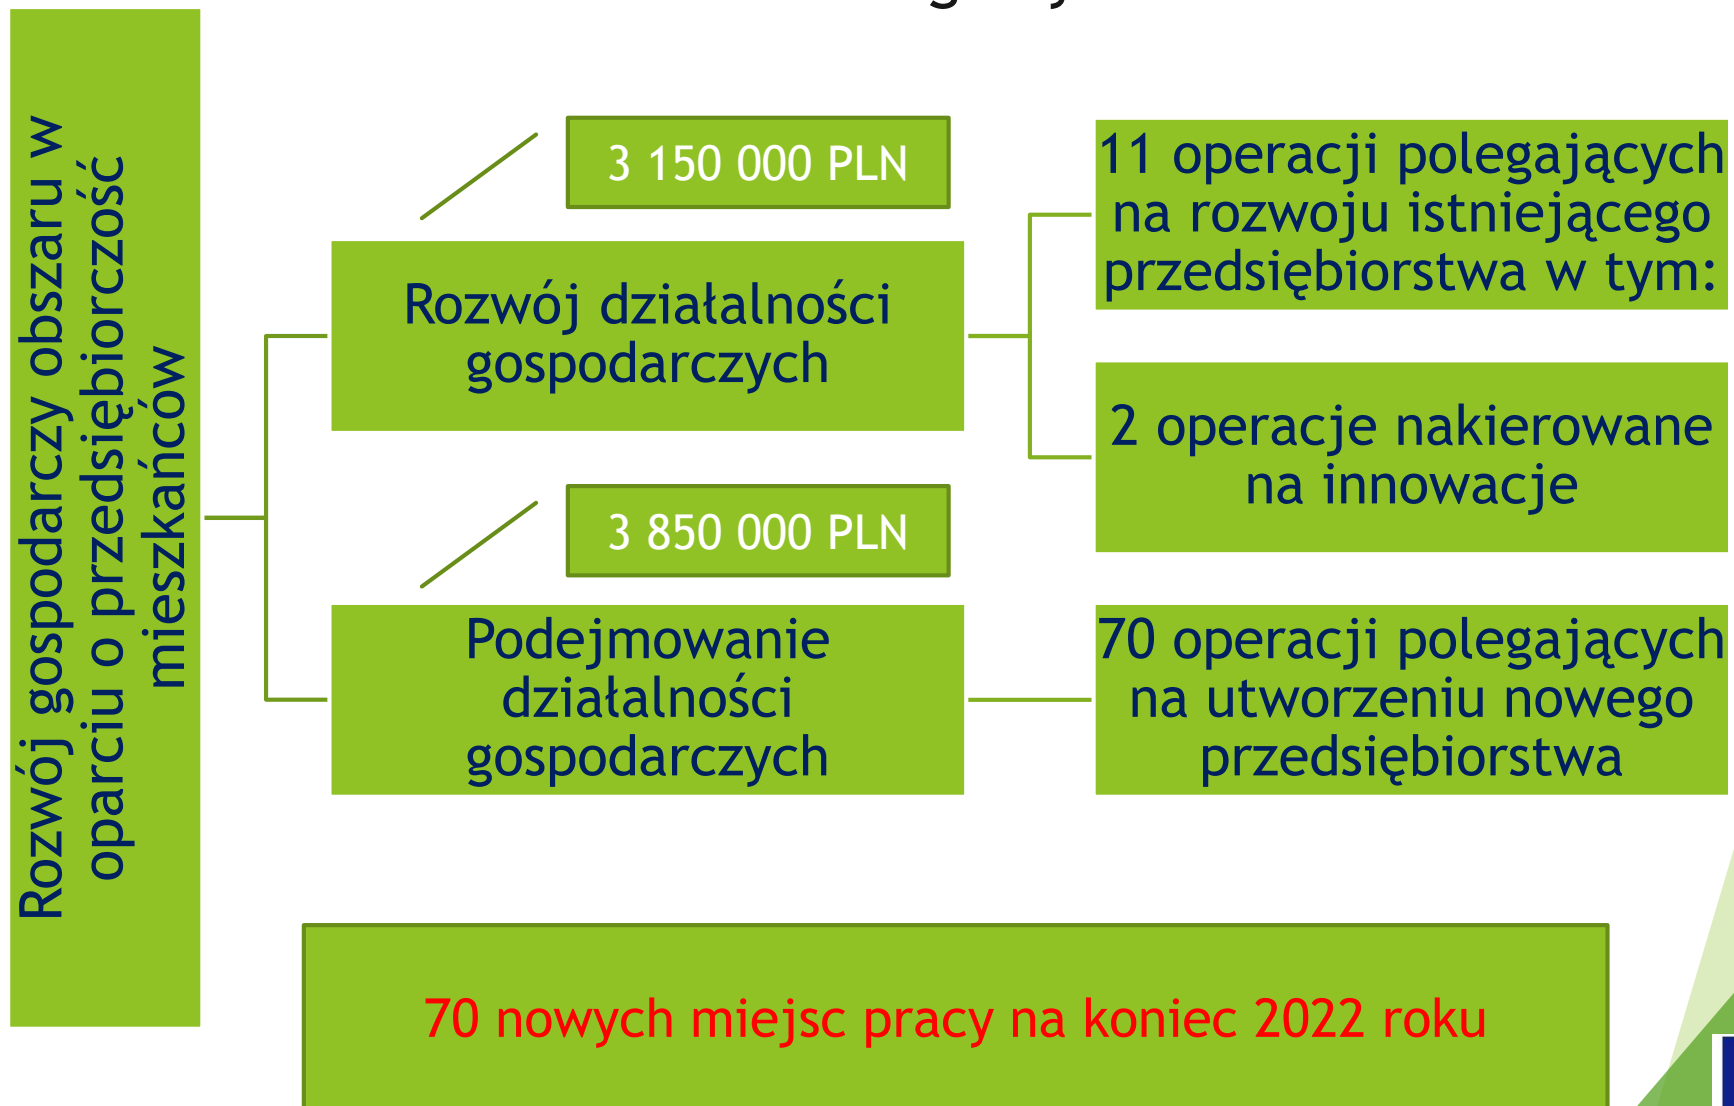 Rozwój gospodarczy obszaru w
oparciu o przedsiębiorczość
mieszkańców
3 150 000 PLN
Rozwój działalności
gospodarczych
11 operacji polegających
na rozwoju istniejącego
przedsiębiorstwa w tym:
2 operacje nakierowane
na innowacje
3 850 000 PLN
Podejmowanie
działalności
gospodarczych
70 operacji polegających
na utworzeniu nowego
przedsiębiorstwa
70 nowych miejsc pracy na koniec 2022 roku